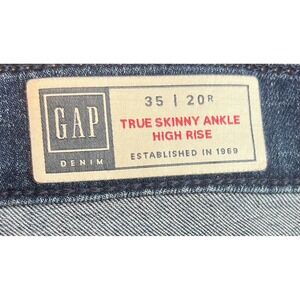 GAP
DENIM
35 | 20R
TRUE SKINNY ANKLE
HIGH RISE
ESTABLISHED IN 1969